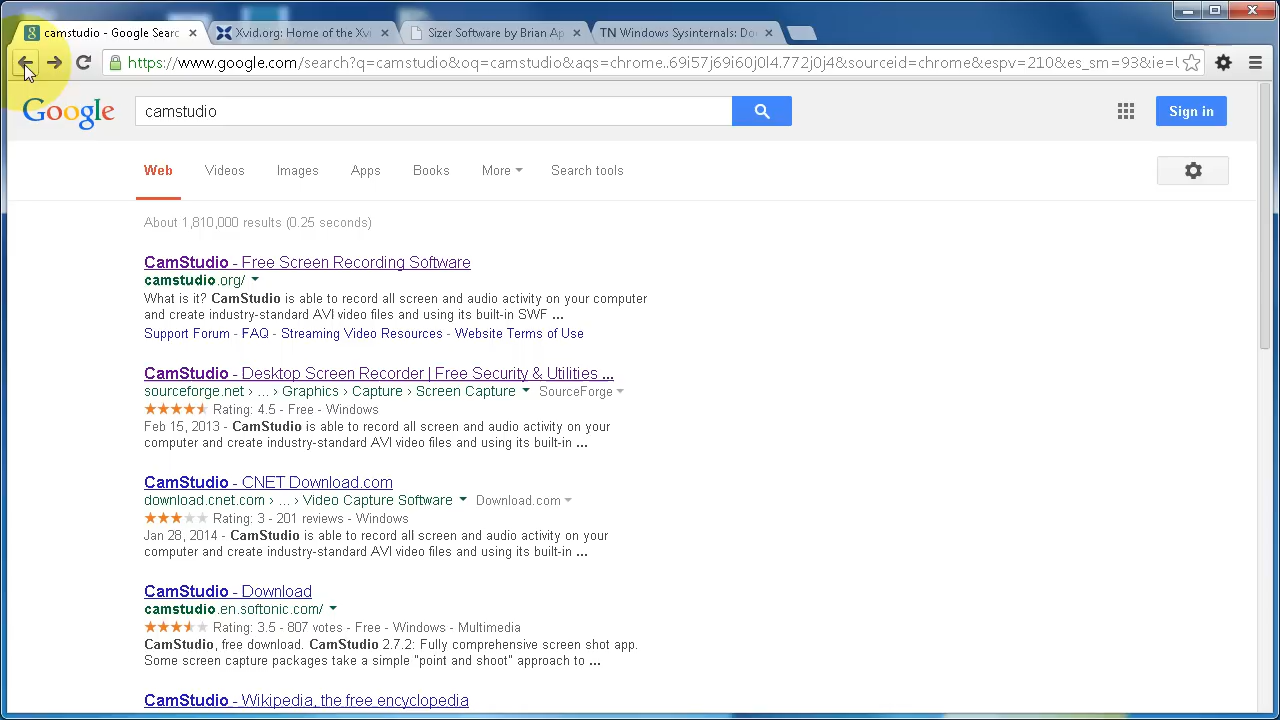 camstudio - Google Searc
Xvid.org: Home of the Xv
Sizer Software by Brian Ap
TN Windows Sysinternals: Do
https://www.google.com/search?q=camstudio&oq=camstudio&aqs=chrome..69i57j69i60j0l4.772j0j4&sourceid=chrome&espv=210&es_sm=93&ie=U
Google
camstudio
Sign in
Web Videos Images Apps Books More Search tools
About 1,810,000 results (0.25 seconds)
CamStudio - Free Screen Recording Software
camstudio.org/
What is it? CamStudio is able to record all screen and audio activity on your computer
and create industry-standard AVI video files and using its built-in SWF ...
Support Forum - FAQ - Streaming Video Resources - Website Terms of Use
CamStudio - Desktop Screen Recorder | Free Security & Utilities ...
sourceforge.net › ... › Graphics › Capture › Screen Capture SourceForge
Rating: 4.5 - Free - Windows
Feb 15, 2013 - CamStudio is able to record all screen and audio activity on your
computer and create industry-standard AVI video files and using its built-in ...
CamStudio - CNET Download.com
download.cnet.com › ... › Video Capture Software Download.com
Rating: 3 - 201 reviews - Windows
Jan 28, 2014 - CamStudio is able to record all screen and audio activity on your
computer and create industry-standard AVI video files and using its built-in ...
CamStudio - Download
camstudio.en.softonic.com/
Rating: 3.5 - 807 votes - Free - Windows - Multimedia
CamStudio, free download. CamStudio 2.7.2: Fully comprehensive screen shot app.
Some screen capture packages take a simple "point and shoot" approach to ...
CamStudio - Wikipedia, the free encyclopedia